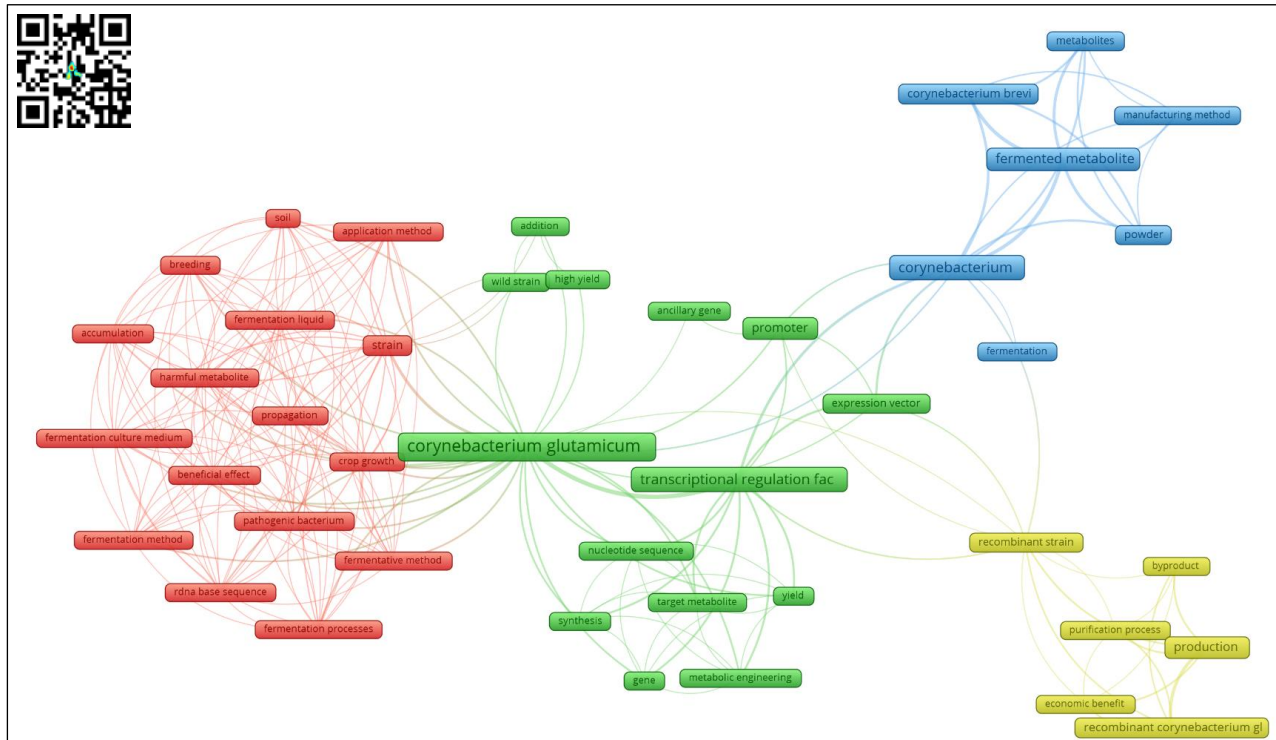 metabolites
corynebacterium brevi
manufacturing method
fermented metabolite
powder
corynebacterium
fermentation
soil
application method
breeding
fermentation liquid
accumulation
strain
harmful metabolite
propagation
fermentation culture medium
crop growth
beneficial effect
pathogenic bacterium
fermentation method
fermentative method
rdna base sequence
fermentation processes
addition
wild strain
high yield
ancillary gene
promoter
expression vector
corynebacterium glutamicum
transcriptional regulation fac
nucleotide sequence
target metabolite
yield
synthesis
gene
metabolic engineering
recombinant strain
byproduct
purification process
production
economic benefit
recombinant corynebacterium gl